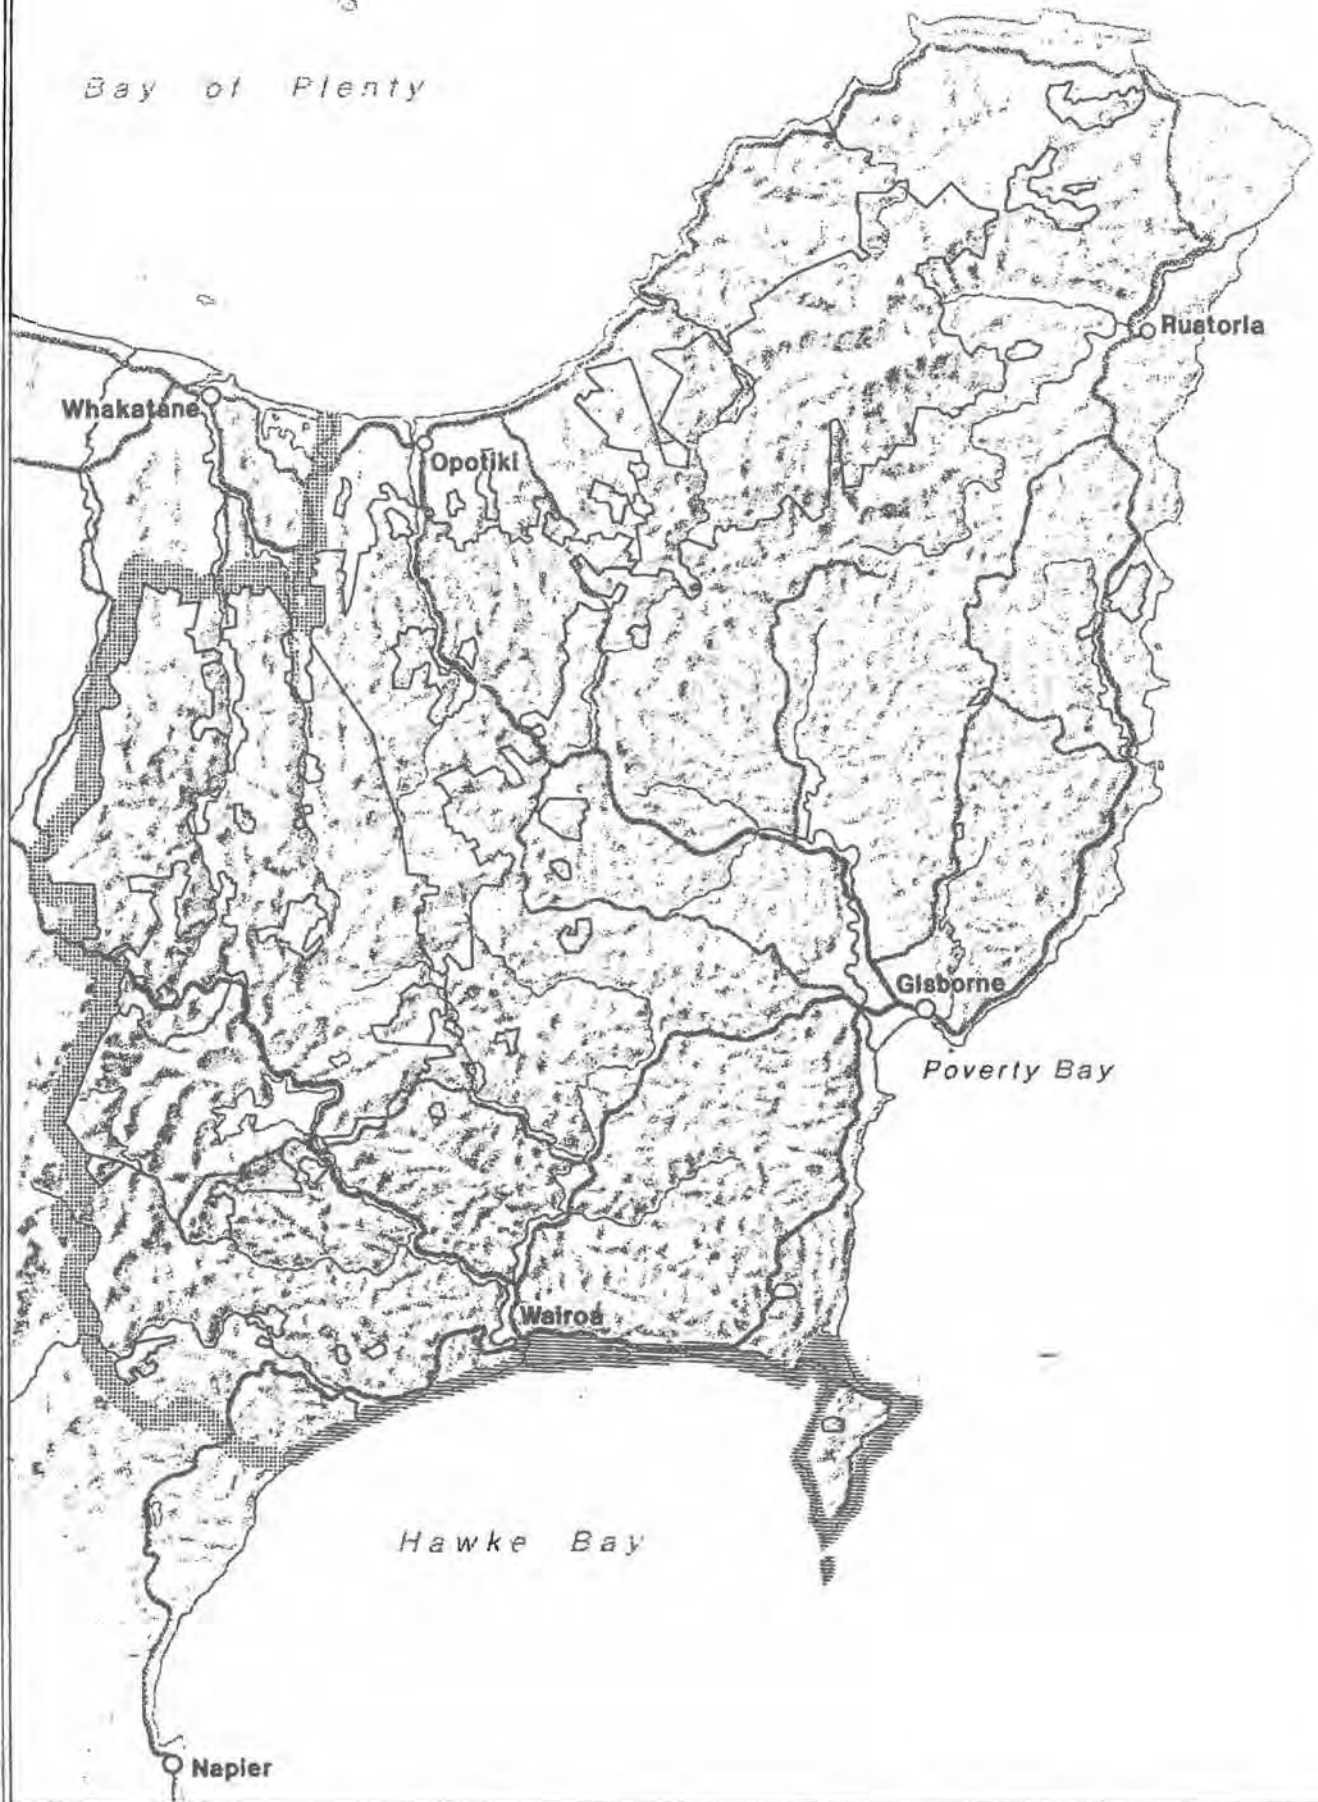 Bay of Plenty
Ruatoria
Whakatane
Opotiki
Gisborne
Poverty Bay
Wairoa
Hawke Bay
Napier